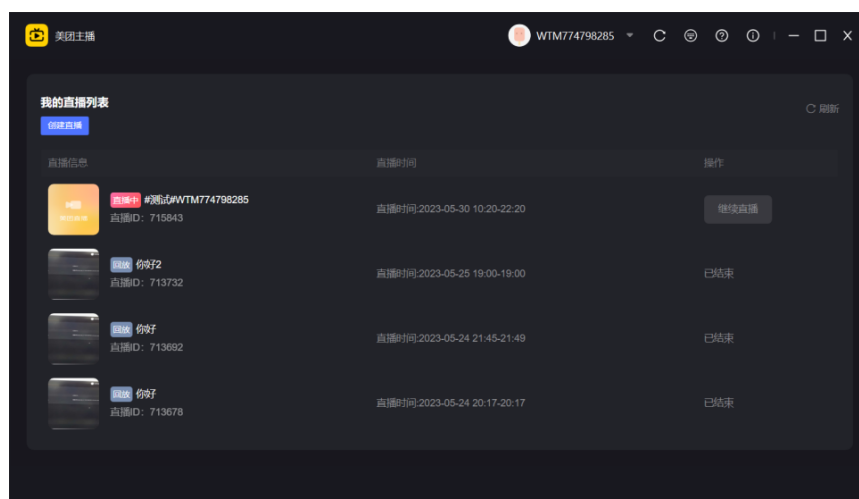 美团主播
WTM774798285
我的直播列表
创建直播
刷新
直播信息 直播时间 操作
直播中 #测试#WTM774798285
直播ID：715843
直播时间:2023-05-30 10:20-22:20
继续直播
回放 你好2
直播ID：713732
直播时间:2023-05-25 19:00-19:00
已结束
回放 你好
直播ID：713692
直播时间:2023-05-24 21:45-21:49
已结束
回放 你好
直播ID：713678
直播时间:2023-05-24 20:17-20:17
已结束